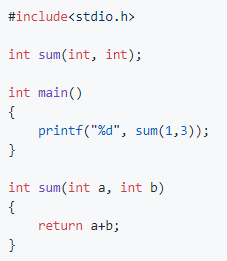 #include<stdio.h>
int sum(int, int);
int main()
{
    printf("%d", sum(1,3));
}
int sum(int a, int b)
{
    return a+b;
}